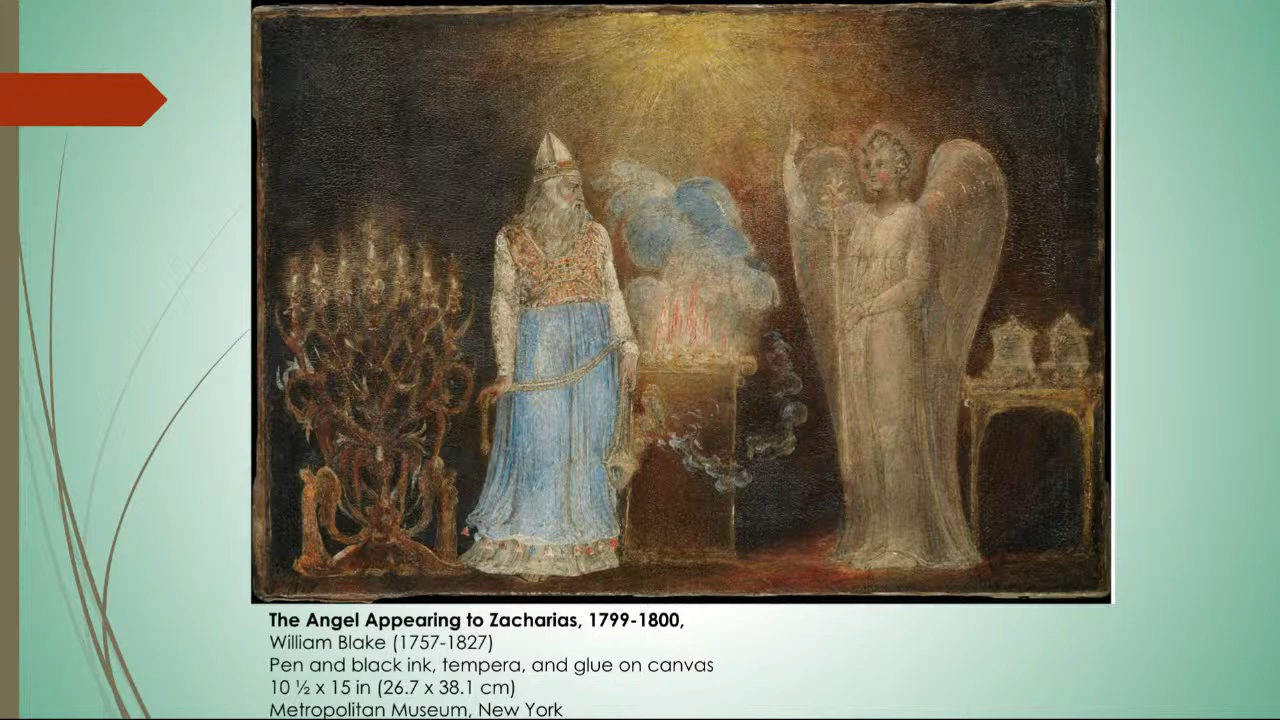 The Angel Appearing to Zacharias, 1799-1800,
William Blake (1757-1827)
Pen and black ink, tempera, and glue on canvas
10 ½ x 15 in (26.7 x 38.1 cm)
Metropolitan Museum, New York